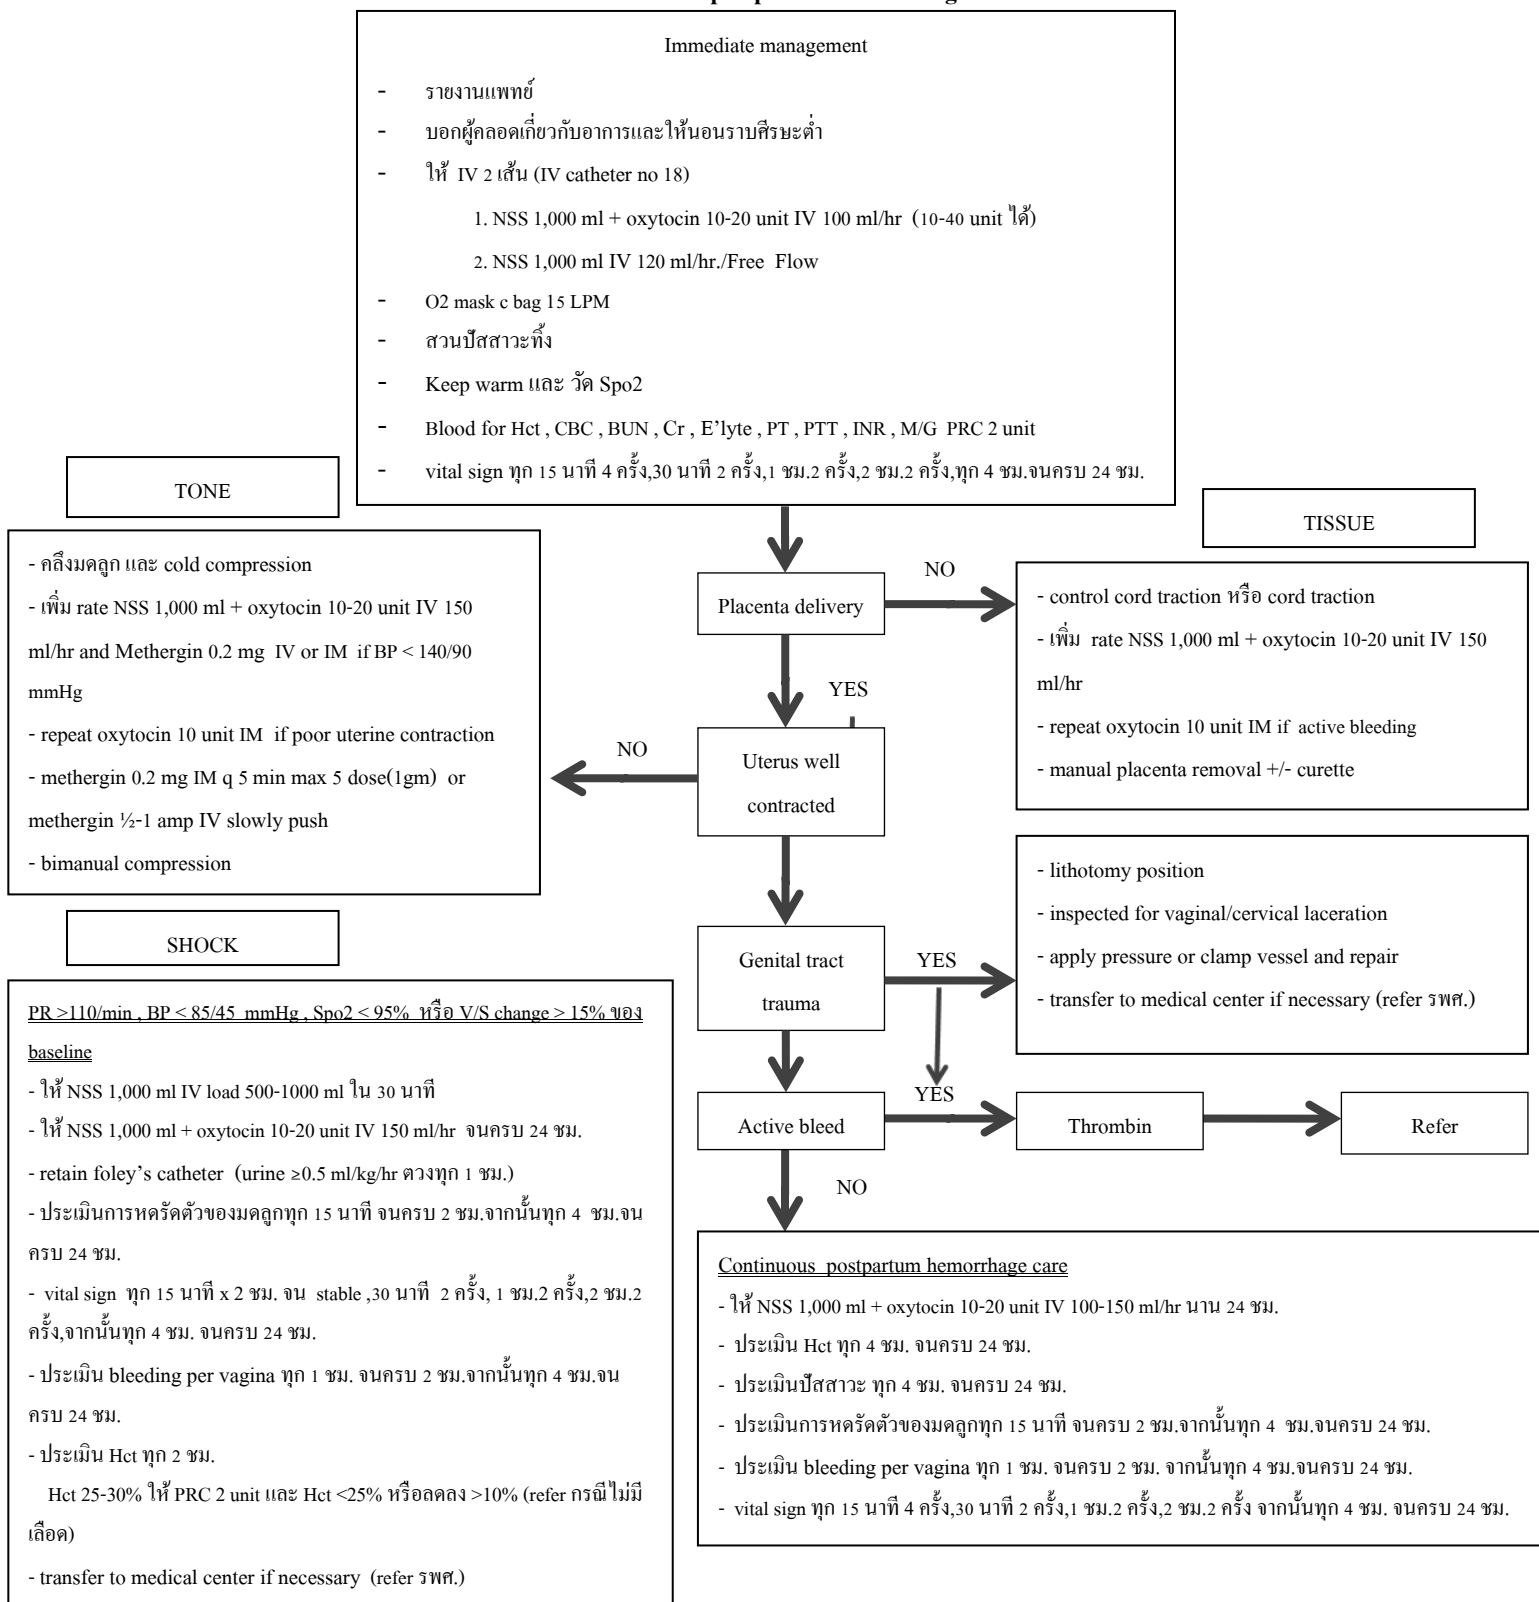 Immediate management
- รายงานแพทย์
- บอกผู้คลอดเกี่ยวกับอาการและให้นอนราบศีรษะต่ำ
- ให้ IV 2 เส้น (IV catheter no 18)
1. NSS 1,000 ml + oxytocin 10-20 unit IV 100 ml/hr (10-40 unit ได้)
2. NSS 1,000 ml IV 120 ml/hr./Free Flow
- O2 mask c bag 15 LPM
- สวนปัสสาวะทิ้ง
- Keep warm และ วัด Spo2
- Blood for Hct , CBC , BUN , Cr , E’lyte , PT , PTT , INR , M/G PRC 2 unit
- vital sign ทุก 15 นาที 4 ครั้ง,30 นาที 2 ครั้ง,1 ชม.2 ครั้ง,2 ชม.2 ครั้ง,ทุก 4 ชม.จนครบ 24 ชม.
TONE
- คลึงมดลูก และ cold compression
- เพิ่ม rate NSS 1,000 ml + oxytocin 10-20 unit IV 150
ml/hr and Methergin 0.2 mg IV or IM if BP < 140/90
mmHg
- repeat oxytocin 10 unit IM if poor uterine contraction
- methergin 0.2 mg IM q 5 min max 5 dose(1gm) or
methergin ½-1 amp IV slowly push
- bimanual compression
Placenta delivery
NO
YES
TISSUE
- control cord traction หรือ cord traction
- เพิ่ม rate NSS 1,000 ml + oxytocin 10-20 unit IV 150
ml/hr
- repeat oxytocin 10 unit IM if active bleeding
- manual placenta removal +/- curette
Uterus well
contracted
NO
Genital tract
trauma
YES
- lithotomy position
- inspected for vaginal/cervical laceration
- apply pressure or clamp vessel and repair
- transfer to medical center if necessary (refer รพศ.)
Active bleed
YES
Thrombin
Refer
NO
SHOCK
PR >110/min , BP < 85/45 mmHg , Spo2 < 95% หรือ V/S change > 15% ของ
baseline
- ให้ NSS 1,000 ml IV load 500-1000 ml ใน 30 นาที
- ให้ NSS 1,000 ml + oxytocin 10-20 unit IV 150 ml/hr จนครบ 24 ชม.
- retain foley’s catheter (urine ≥0.5 ml/kg/hr ตวงทุก 1 ชม.)
- ประเมินการหดรัดตัวของมดลูกทุก 15 นาที จนครบ 2 ชม.จากนั้นทุก 4 ชม.จน
ครบ 24 ชม.
- vital sign ทุก 15 นาที x 2 ชม. จน stable ,30 นาที 2 ครั้ง, 1 ชม.2 ครั้ง,2 ชม.2
ครั้ง,จากนั้นทุก 4 ชม. จนครบ 24 ชม.
- ประเมิน bleeding per vagina ทุก 1 ชม. จนครบ 2 ชม.จากนั้นทุก 4 ชม.จน
ครบ 24 ชม.
- ประเมิน Hct ทุก 2 ชม.
Hct 25-30% ให้ PRC 2 unit และ Hct <25% หรือลดลง >10% (refer กรณีไม่มี
เลือด)
- transfer to medical center if necessary (refer รพศ.)
Continuous postpartum hemorrhage care
- ให้ NSS 1,000 ml + oxytocin 10-20 unit IV 100-150 ml/hr นาน 24 ชม.
- ประเมิน Hct ทุก 4 ชม. จนครบ 24 ชม.
- ประเมินปัสสาวะ ทุก 4 ชม. จนครบ 24 ชม.
- ประเมินการหดรัดตัวของมดลูกทุก 15 นาที จนครบ 2 ชม.จากนั้นทุก 4 ชม.จนครบ 24 ชม.
- ประเมิน bleeding per vagina ทุก 1 ชม. จนครบ 2 ชม. จากนั้นทุก 4 ชม.จนครบ 24 ชม.
- vital sign ทุก 15 นาที 4 ครั้ง,30 นาที 2 ครั้ง,1 ชม.2 ครั้ง,2 ชม.2 ครั้ง จากนั้นทุก 4 ชม. จนครบ 24 ชม.